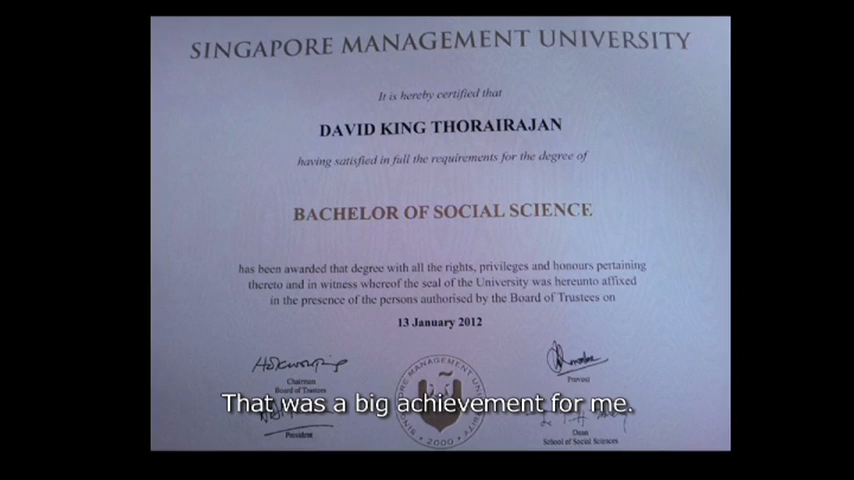 SINGAPORE MANAGEMENT UNIVERSITY
It is hereby certified that
DAVID KING THORAIRAJAN
having satisfied in full the requirements for the degree of
BACHELOR OF SOCIAL SCIENCE
has been awarded that degree with all the rights, privileges and honours pertaining
thereto and in witness whereof the seal of the University was hereunto affixed
in the presence of the persons authorised by the Board of Trustees on
13 January 2012
Chairman
Board of Trustees
Provost
SINGAPORE MANAGEMENT UNIVERSITY
2000
That was a big achievement for me.
President
Dean
School of Social Sciences